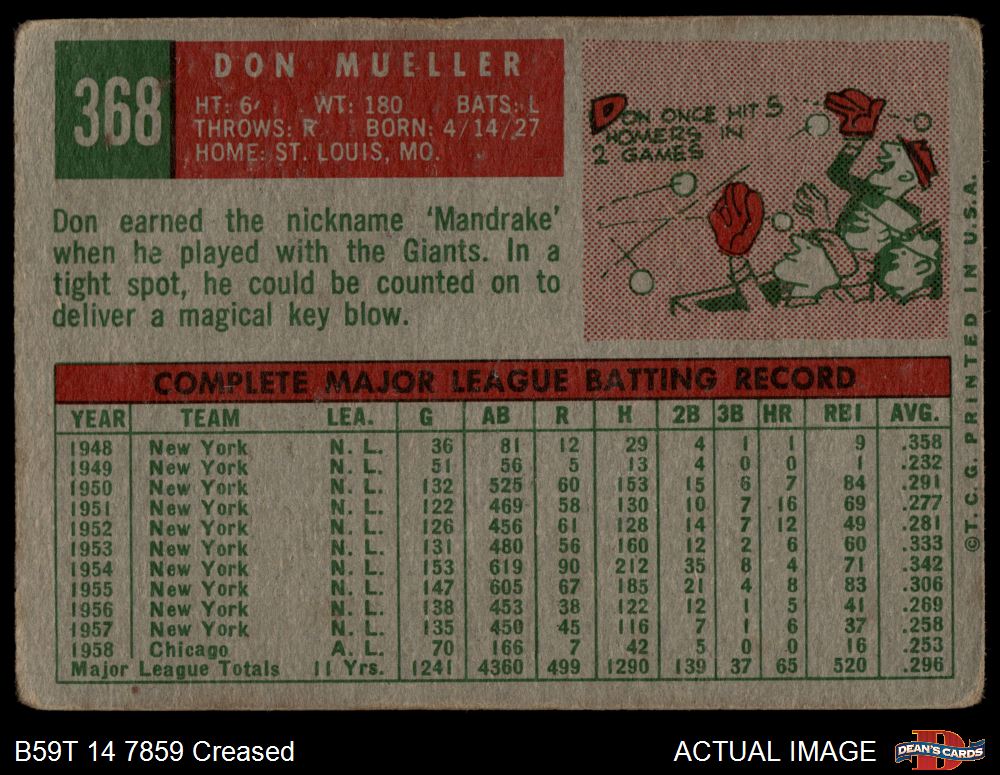 368
DON MUELLER
HT: 6' WT: 180 BATS: L
THROWS: R BORN: 4/14/27
HOME: ST. LOUIS, MO.
DON ONCE HIT 5
HOMERS IN
2 GAMES
Don earned the nickname 'Mandrake'
when he played with the Giants. In a
tight spot, he could be counted on to
deliver a magical key blow.
COMPLETE MAJOR LEAGUE BATTING RECORD
YEAR TEAM LEA. G AB R H 2B 3B HR RBI AVG.
1948 New York N. L. 36 81 12 29 4 1 1 9 .358
1949 New York N. L. 51 56 5 13 4 0 0 1 .232
1950 New York N. L. 132 525 60 153 15 6 7 84 .291
1951 New York N. L. 122 469 58 130 10 7 16 69 .277
1952 New York N. L. 126 456 61 128 14 7 12 49 .281
1953 New York N. L. 131 480 56 160 12 2 6 60 .333
1954 New York N. L. 153 619 90 212 35 8 4 71 .342
1955 New York N. L. 147 605 67 185 21 4 8 83 .306
1956 New York N. L. 138 453 38 122 12 1 5 41 .269
1957 New York N. L. 135 450 45 116 7 1 6 37 .258
1958 Chicago A. L. 70 166 7 42 5 0 0 16 .253
Major League Totals 11 Yrs. 1241 4360 499 1290 139 37 65 520 .296
©T. C. G. PRINTED IN U.S.A.
B59T 14 7859 Creased
ACTUAL IMAGE
D
DEAN'S CARDS